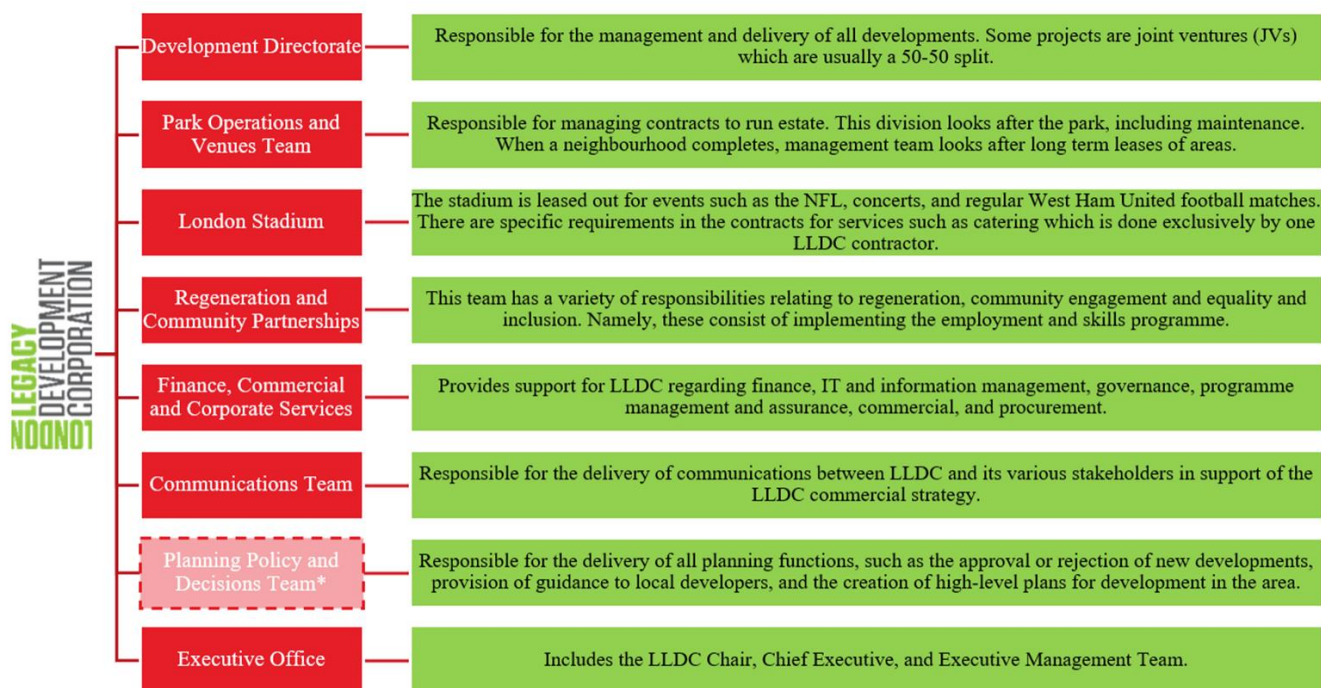 LONDON
LEGACY
DEVELOPMENT
CORPORATION
Development Directorate
Responsible for the management and delivery of all developments. Some projects are joint ventures (JVs)
which are usually a 50-50 split.
Park Operations and
Venues Team
Responsible for managing contracts to run estate. This division looks after the park, including maintenance.
When a neighbourhood completes, management team looks after long term leases of areas.
London Stadium
The stadium is leased out for events such as the NFL, concerts, and regular West Ham United football matches.
There are specific requirements in the contracts for services such as catering which is done exclusively by one
LLDC contractor.
Regeneration and
Community Partnerships
This team has a variety of responsibilities relating to regeneration, community engagement and equality and
inclusion. Namely, these consist of implementing the employment and skills programme.
Finance, Commercial
and Corporate Services
Provides support for LLDC regarding finance, IT and information management, governance, programme
management and assurance, commercial, and procurement.
Communications Team
Responsible for the delivery of communications between LLDC and its various stakeholders in support of the
LLDC commercial strategy.
Planning Policy and
Decisions Team*
Responsible for the delivery of all planning functions, such as the approval or rejection of new developments,
provision of guidance to local developers, and the creation of high-level plans for development in the area.
Executive Office
Includes the LLDC Chair, Chief Executive, and Executive Management Team.